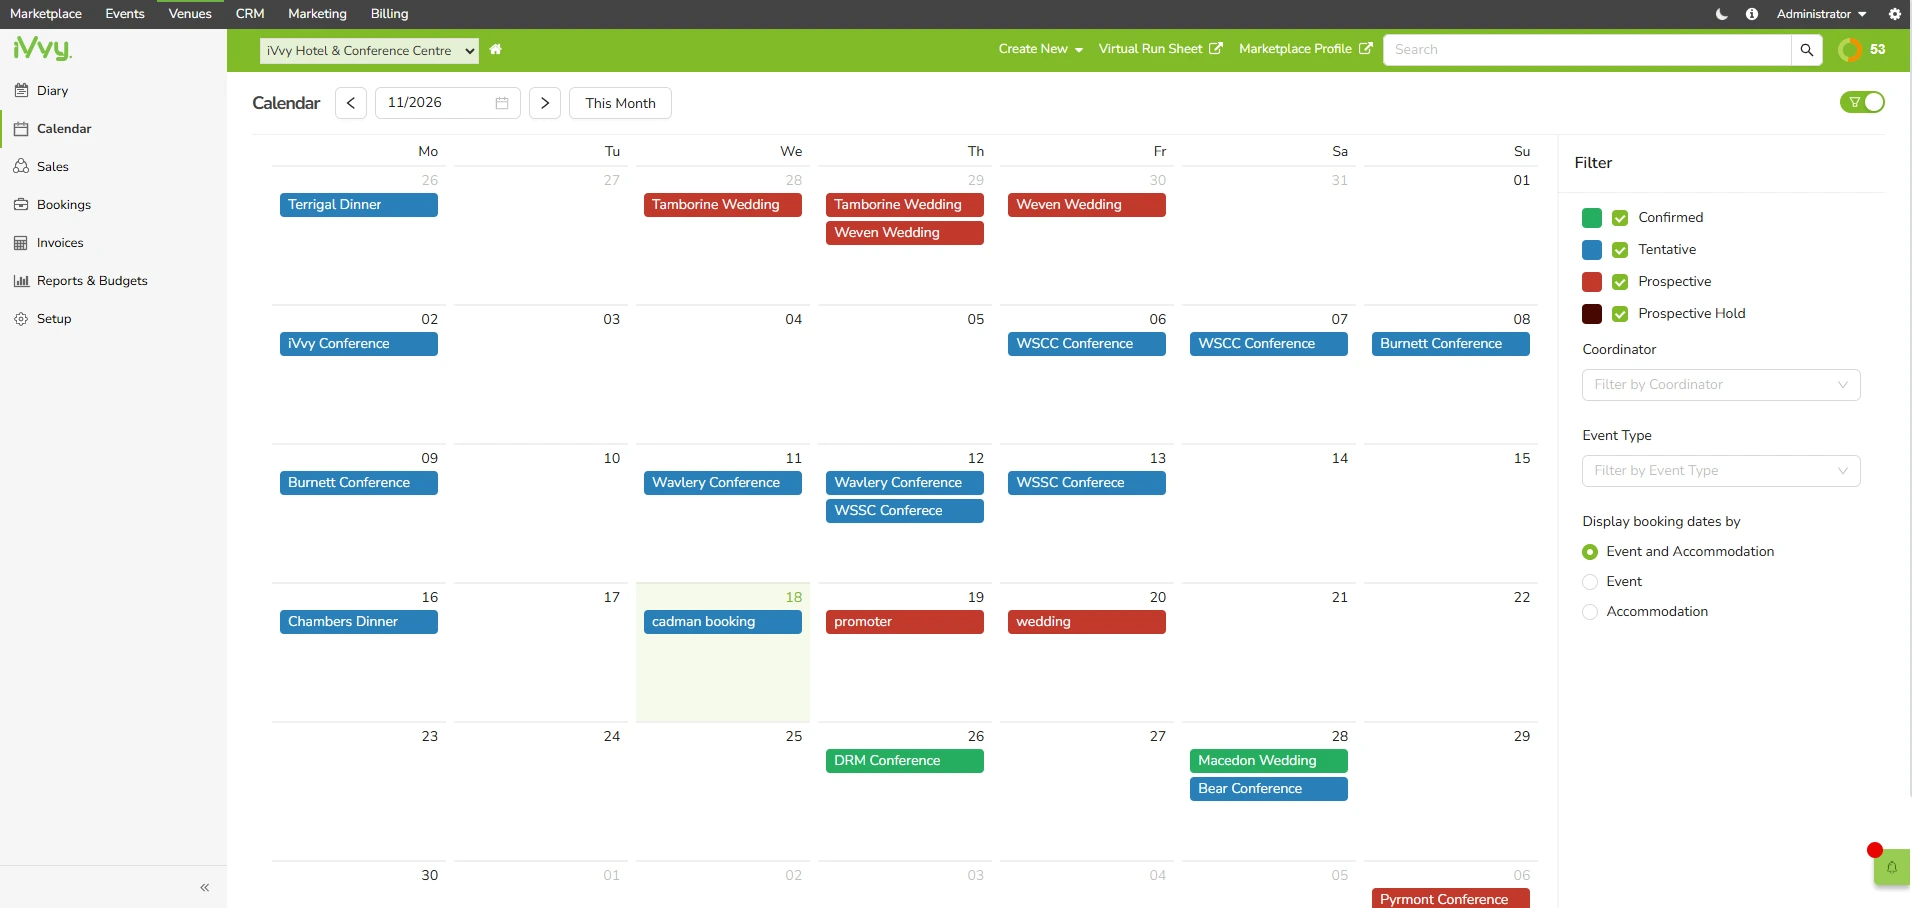 Marketplace Events Venues CRM Marketing Billing Administrator
iVvy
iVvy Hotel & Conference Centre Create New Virtual Run Sheet Marketplace Profile Search 53
Diary
Calendar
Sales
Bookings
Invoices
Reports & Budgets
Setup
Calendar 11/2026 This Month
Mo Tu We Th Fr Sa Su
26 27 28 29 30 31 01
Terrigal Dinner Tamborine Wedding Tamborine Wedding Weven Wedding
Weven Wedding
02 03 04 05 06 07 08
iVvy Conference WSCC Conference WSCC Conference Burnett Conference
09 10 11 12 13 14 15
Burnett Conference Wavlery Conference Wavlery Conference WSSC Conferece
WSSC Conferece
16 17 18 19 20 21 22
Chambers Dinner cadman booking promoter wedding
23 24 25 26 27 28 29
DRM Conference Macedon Wedding
Bear Conference
30 01 02 03 04 05 06
Pyrmont Conference
Filter
Confirmed
Tentative
Prospective
Prospective Hold
Coordinator
Filter by Coordinator
Event Type
Filter by Event Type
Display booking dates by
Event and Accommodation
Event
Accommodation